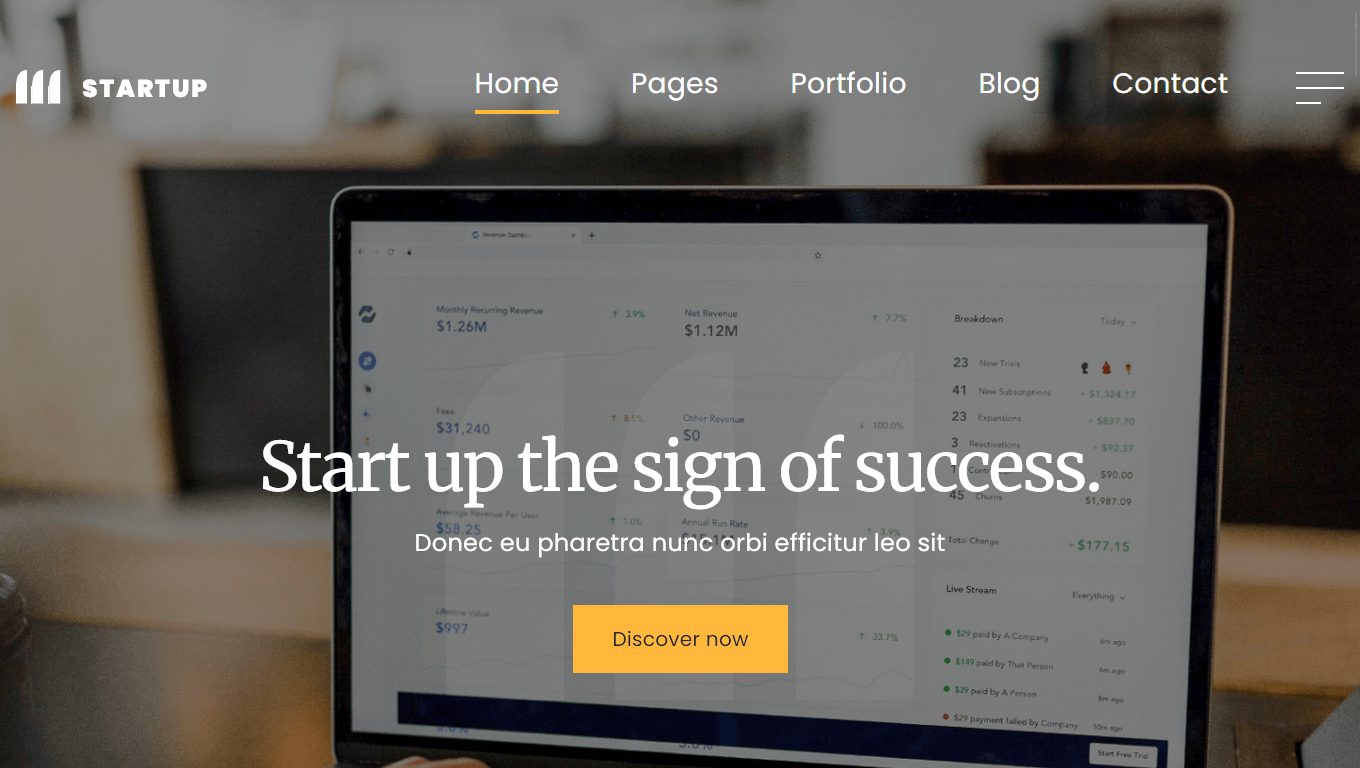 STARTUP
Home
Pages
Portfolio
Blog
Contact
Revenue Dashbo
Monthly Recurring Revenue
↑ 3.9%
$1.26M
Net Revenue
↑ 7.7%
$1.12M
Breakdown
Today
23 New Trials
41 New Subscriptions
+ $1,324.17
23 Expansions
+ $837.70
3 Reactivations
+ $92.37
$90.00
45 Churns
$1,987.09
Total Change
+ $177.15
Fees
↑ 8.5%
$31,240
Other Revenue
↓ 100.0%
$0
Start up the sign of success.
Average Revenue Per User
↑ 1.0%
$58.25
Annual Run Rate
↑ 3.9%
Donec eu pharetra nunc orbi efficitur leo sit
Live Stream
Everything
Lifetime Value
$997
↑ 33.7%
Discover now
$29 paid by A Company
6m ago
$149 paid by That Person
6m ago
$29 paid by A Person
8m ago
$29 payment failed by Company
10m ago
Start Free Trial